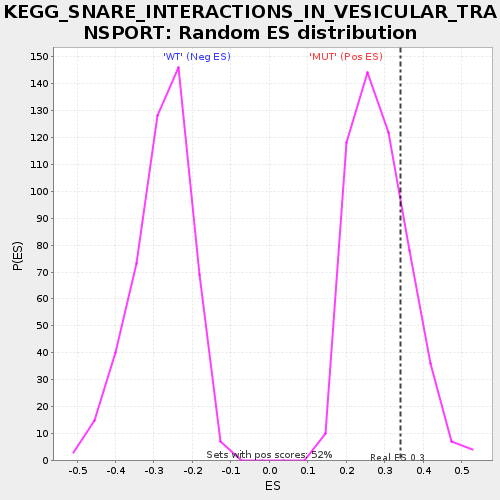 KEGG_SNARE_INTERACTIONS_IN_VESICULAR_TRA
NSPORT: Random ES distribution
'WT' (Neg ES)
'MUT' (Pos ES)
150
140
130
120
110
100
90
80
70
60
50
40
30
20
10
0
P(ES)
Sets with pos scores: 52%
Real ES 0.3
-0.5 -0.4 -0.3 -0.2 -0.1 0.0 0.1 0.2 0.3 0.4 0.5
ES